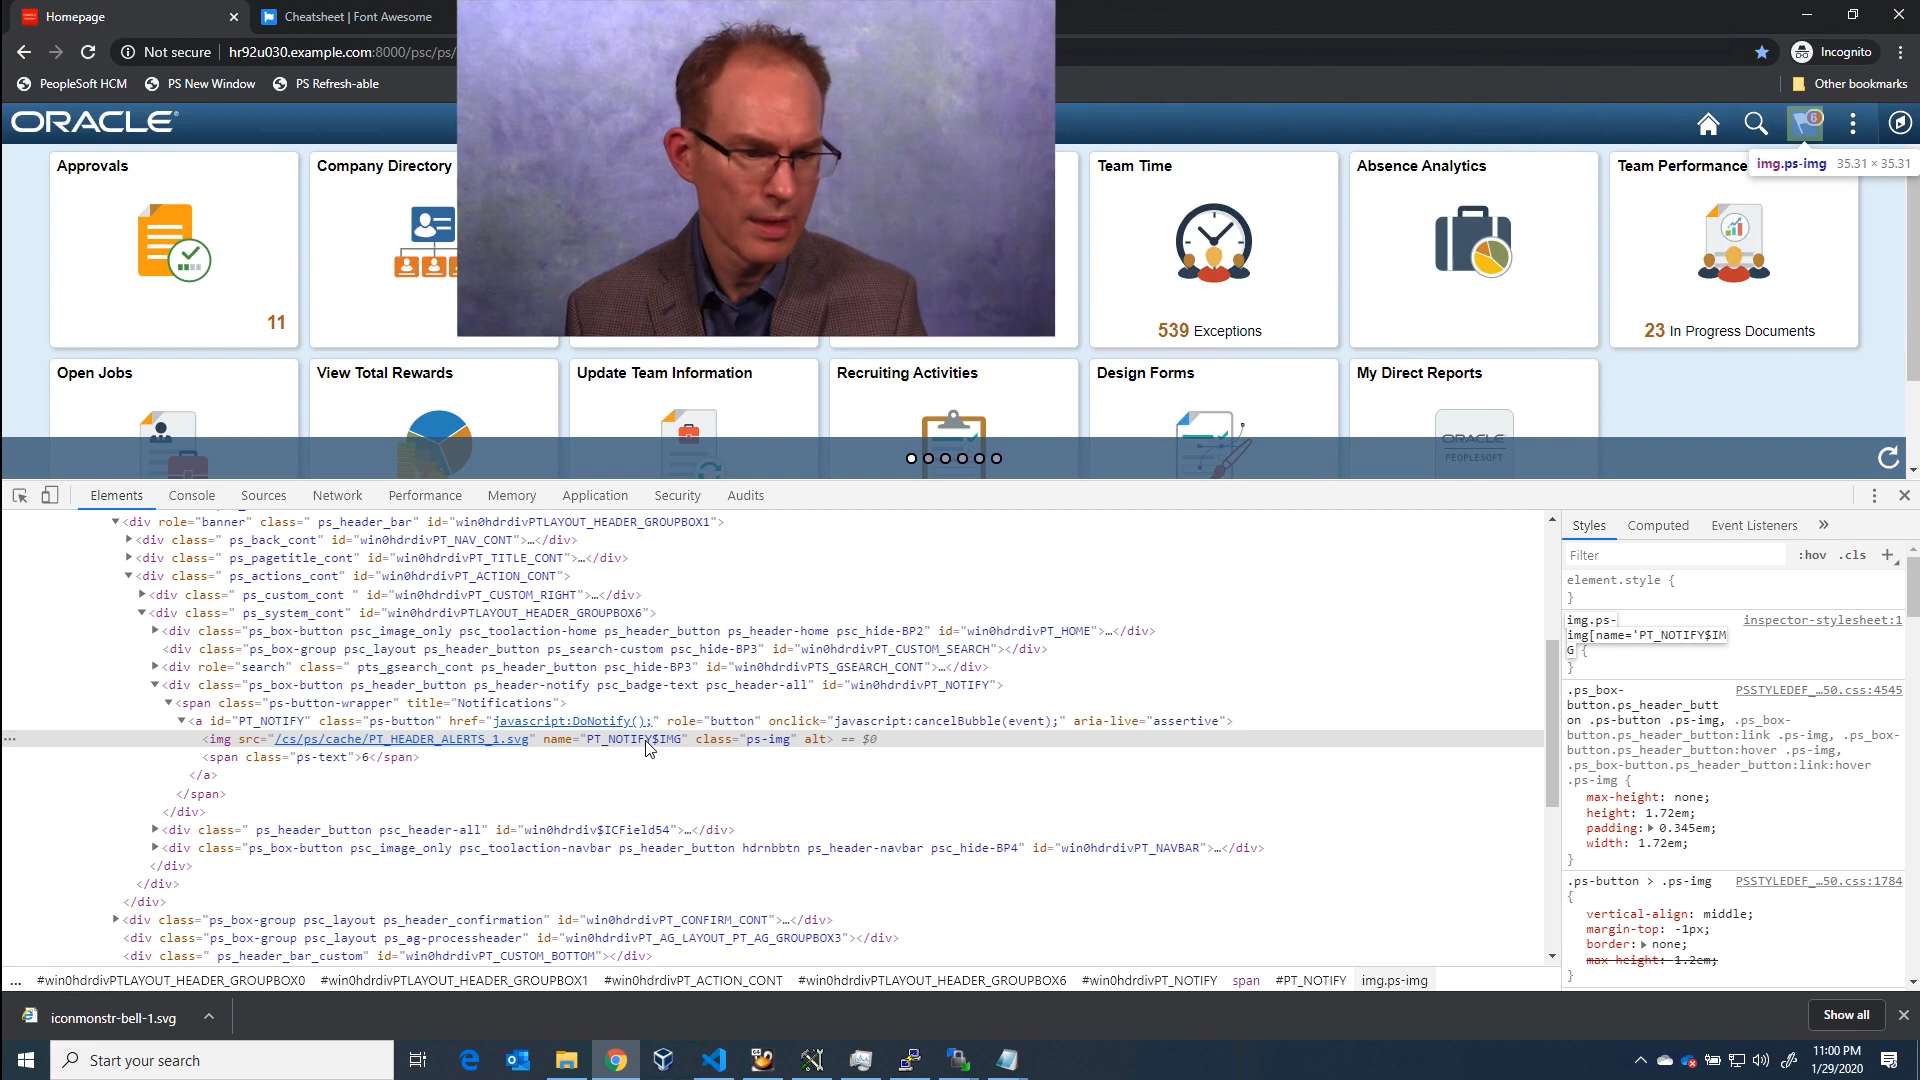 Homepage
Cheatsheet | Font Awesome
Not secure
hr92u030.example.com:8000/psc/ps/
Incognito
PeopleSoft HCM
PS New Window
PS Refresh-able
Other bookmarks
ORACLE
6
img.ps-img 35.31 × 35.31
Approvals
Company Directory
Team Time
Absence Analytics
Team Performance
11
539 Exceptions
23 In Progress Documents
Open Jobs
View Total Rewards
Update Team Information
Recruiting Activities
Design Forms
My Direct Reports
ORACLE
PEOPLESOFT
Elements Console Sources Network Performance Memory Application Security Audits
<div role="banner" class=" ps_header_bar" id="win0hdrdivPTLAYOUT_HEADER_GROUPBOX1">
<div class=" ps_back_cont" id="win0hdrdivPT_NAV_CONT">…</div>
<div class=" ps_pagetitle_cont" id="win0hdrdivPT_TITLE_CONT">…</div>
<div class=" ps_actions_cont" id="win0hdrdivPT_ACTION_CONT">
<div class=" ps_custom_cont " id="win0hdrdivPT_CUSTOM_RIGHT">…</div>
<div class=" ps_system_cont" id="win0hdrdivPTLAYOUT_HEADER_GROUPBOX6">
<div class="ps_box-button psc_image_only psc_toolaction-home ps_header_button ps_header-home psc_hide-BP2" id="win0hdrdivPT_HOME">…</div>
<div class="ps_box-group psc_layout ps_header_button ps_search-custom psc_hide-BP3" id="win0hdrdivPT_CUSTOM_SEARCH"></div>
<div role="search" class=" pts_gsearch_cont ps_header_button psc_hide-BP3" id="win0hdrdivPTS_GSEARCH_CONT">…</div>
<div class="ps_box-button ps_header_button ps_header-notify psc_badge-text psc_header-all" id="win0hdrdivPT_NOTIFY">
<span class="ps-button-wrapper" title="Notifications">
<a id="PT_NOTIFY" class="ps-button" href="javascript:DoNotify();" role="button" onclick="javascript:cancelBubble(event);" aria-live="assertive">
<img src="/cs/ps/cache/PT_HEADER_ALERTS_1.svg" name="PT_NOTIFY$IMG" class="ps-img" alt> == $0
<span class="ps-text">6</span>
</a>
</span>
</div>
<div class=" ps_header_button psc_header-all" id="win0hdrdiv$ICField54">…</div>
<div class="ps_box-button psc_image_only psc_toolaction-navbar ps_header_button hdrnbbtn ps_header-navbar psc_hide-BP4" id="win0hdrdivPT_NAVBAR">…</div>
</div>
</div>
</div>
<div class="ps_box-group psc_layout ps_header_confirmation" id="win0hdrdivPT_CONFIRM_CONT">…</div>
<div class="ps_box-group psc_layout ps_ag-processheader" id="win0hdrdivPT_AG_LAYOUT_PT_AG_GROUPBOX3"></div>
<div class="ps_header_bar_custom" id="win0hdrdivPT_CUSTOM_BOTTOM"></div>
... #win0hdrdivPTLAYOUT_HEADER_GROUPBOX0 #win0hdrdivPTLAYOUT_HEADER_GROUPBOX1 #win0hdrdivPT_ACTION_CONT #win0hdrdivPTLAYOUT_HEADER_GROUPBOX6 #win0hdrdivPT_NOTIFY span #PT_NOTIFY img.ps-img
Styles Computed Event Listeners »
Filter :hov .cls +
element.style {
}
img.ps- inspector-stylesheet:1
img[name='PT_NOTIFY$IM
G {
}
.ps_box- PSSTYLEDEF_…50.css:4545
button.ps_header_butt
on .ps-button .ps-img, .ps_box-
button.ps_header_button:link .ps-img, .ps_box-
button.ps_header_button:hover .ps-img,
.ps_box-button.ps_header_button:link:hover
.ps-img {
max-height: none;
height: 1.72em;
padding: 0.345em;
width: 1.72em;
}
.ps-button > .ps-img PSSTYLEDEF_…50.css:1784
{
vertical-align: middle;
margin-top: -1px;
border: none;
max-height: 1.2em;
}
iconmonstr-bell-1.svg
Show all
Start your search
11:00 PM
1/29/2020